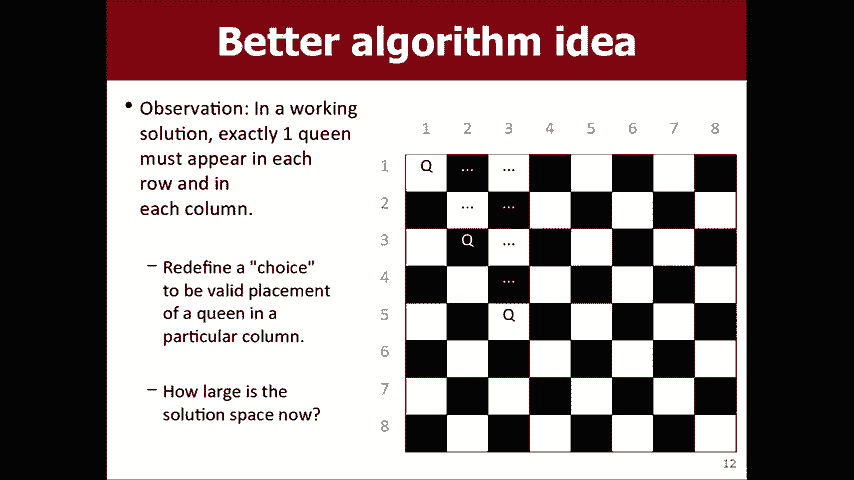 Better algorithm idea
• Observation: In a working
solution, exactly 1 queen
must appear in each
row and in
each column.
– Redefine a "choice"
to be valid placement
of a queen in a
particular column.
– How large is the
solution space now?
1 2 3 4 5 6 7 8
1 Q ... ...
2 ... ...
3 Q ...
4 ...
5 Q
6
7
8
12